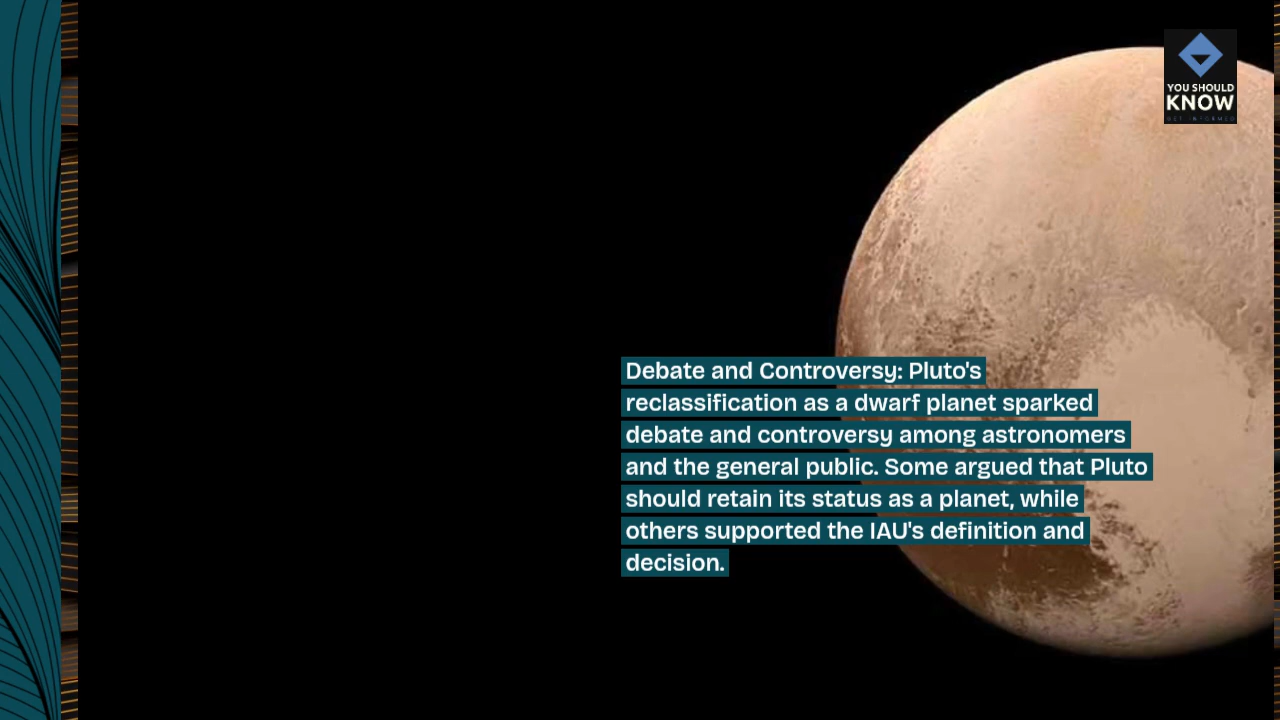 YOU SHOULD
KNOW
GET INFORMED
Debate and Controversy: Pluto's
reclassification as a dwarf planet sparked
debate and controversy among astronomers
and the general public. Some argued that Pluto
should retain its status as a planet, while
others supported the IAU's definition and
decision.